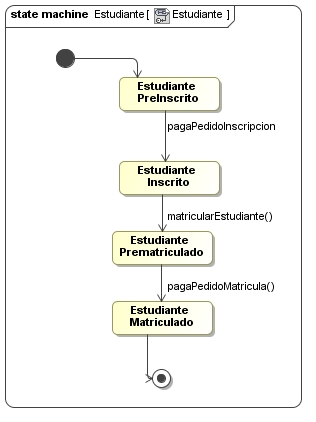 state machine Estudiante [ Estudiante ]
Estudiante
PreInscrito
pagaPedidoInscripcion
Estudiante
Inscrito
matricularEstudiante()
Estudiante
Prematriculado
pagaPedidoMatricula()
Estudiante
Matriculado